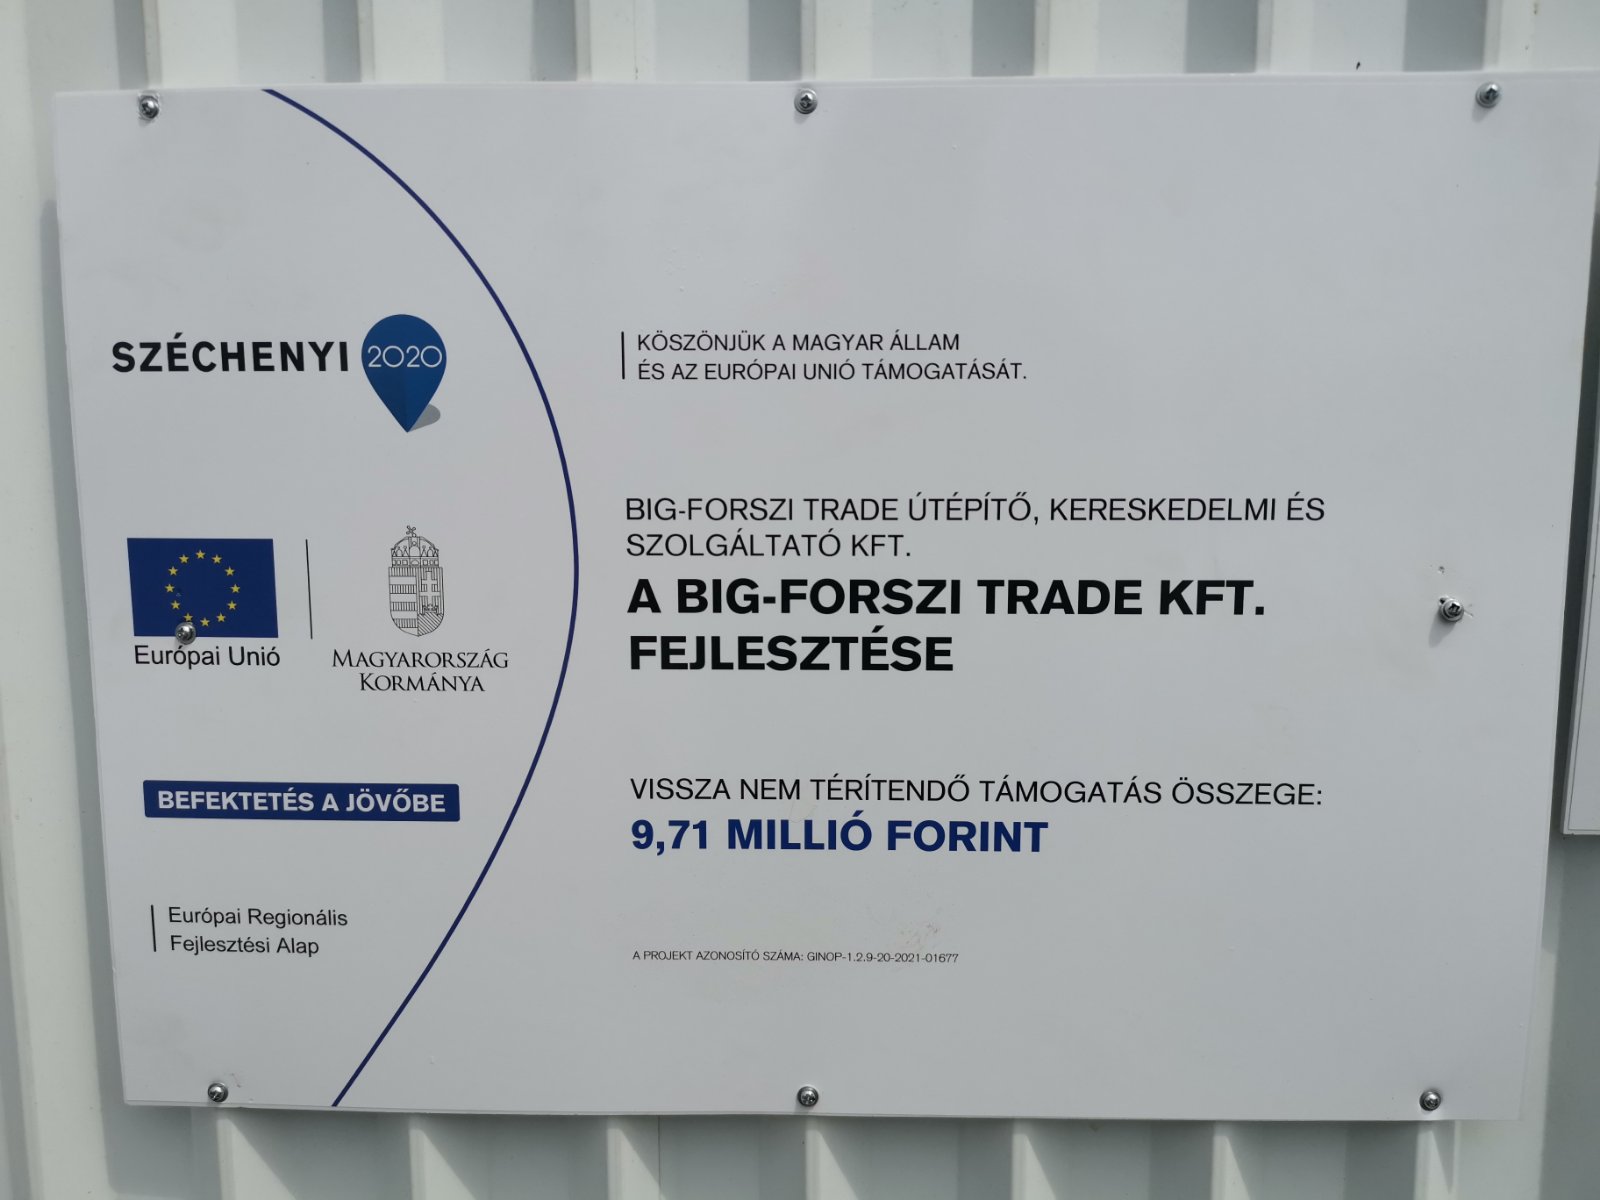 SZÉCHENYI 2020
Európai Unió
MAGYARORSZÁG
KORMÁNYA
BEFEKTETÉS A JÖVŐBE
Európai Regionális
Fejlesztési Alap
KÖSZÖNJÜK A MAGYAR ÁLLAM
ÉS AZ EURÓPAI UNIÓ TÁMOGATÁSÁT.
BIG-FORSZI TRADE ÚTÉPÍTŐ, KERESKEDELMI ÉS
SZOLGÁLTATÓ KFT.
A BIG-FORSZI TRADE KFT.
FEJLESZTÉSE
VISSZA NEM TÉRÍTENDŐ TÁMOGATÁS ÖSSZEGE:
9,71 MILLIÓ FORINT
A PROJEKT AZONOSÍTÓ SZÁMA: GINOP-1.2.9-20-2021-01677